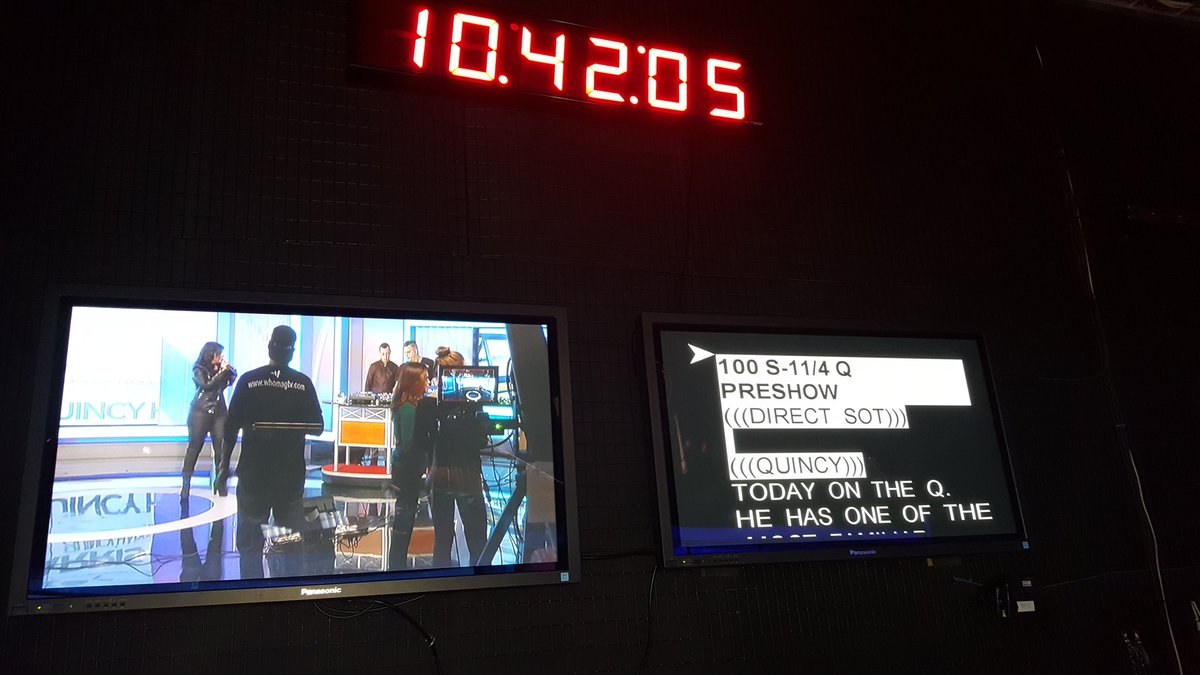 10.42.05
www.whomagtv.com
UINCY H
Panasonic
100 S-11/4 Q
PRESHOW
(((DIRECT SOT)))
(((QUINCY)))
TODAY ON THE Q.
HE HAS ONE OF THE
Panasonic